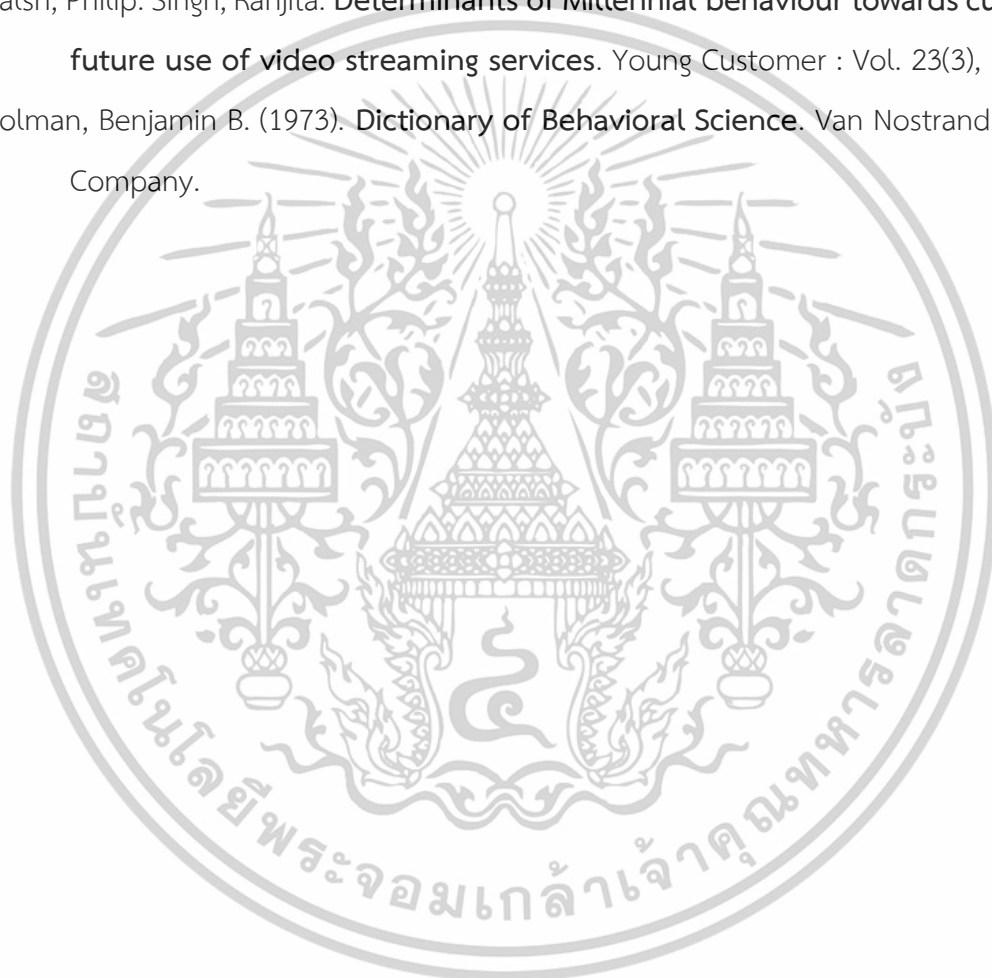 alsh, Philip. Singh, Ranjita. Determinants of Millennial behaviour towards cu
future use of video streaming services. Young Customer : Vol. 23(3),
olman, Benjamin B. (1973). Dictionary of Behavioral Science. Van Nostrand
Company.
๔
สถาบันเทคโนโลยีพระจอมเกล้าเจ้าคุณทหารลาดกระบัง